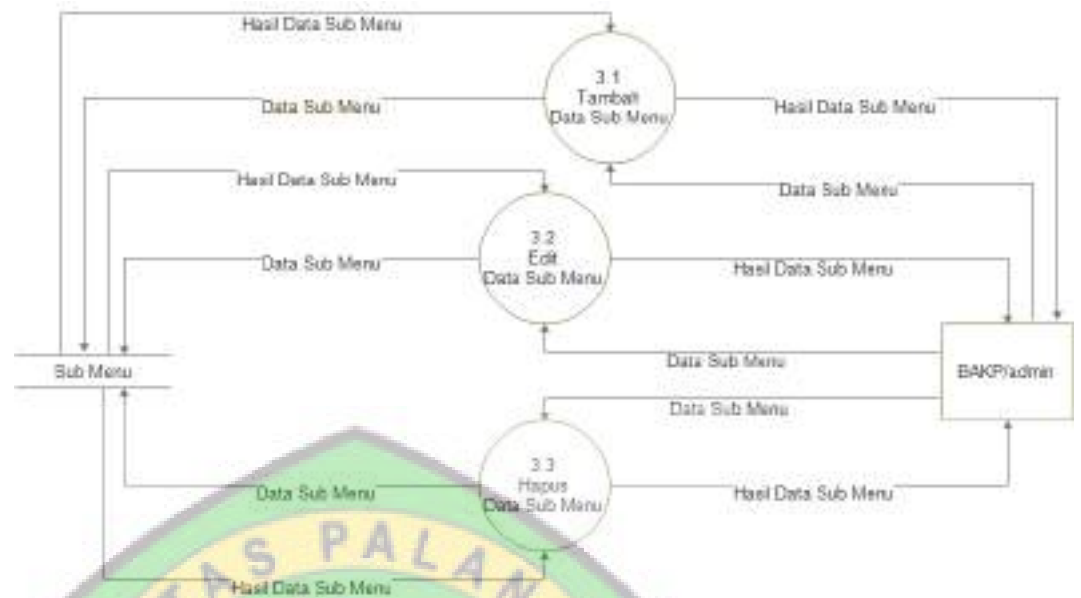 Hasil Data Sub Menu
3.1
Tambah
Data Sub Menu
Data Sub Menu
Hasil Data Sub Menu
Hasil Data Sub Menu
Data Sub Menu
3.2
Edit
Data Sub Menu
Data Sub Menu
Hasil Data Sub Menu
Sub Menu
Data Sub Menu
BAKP/admin
Data Sub Menu
3.3
Hapus
Data Sub Menu
Data Sub Menu
Hasil Data Sub Menu
TAS PALAN
Hasil Data Sub Menu